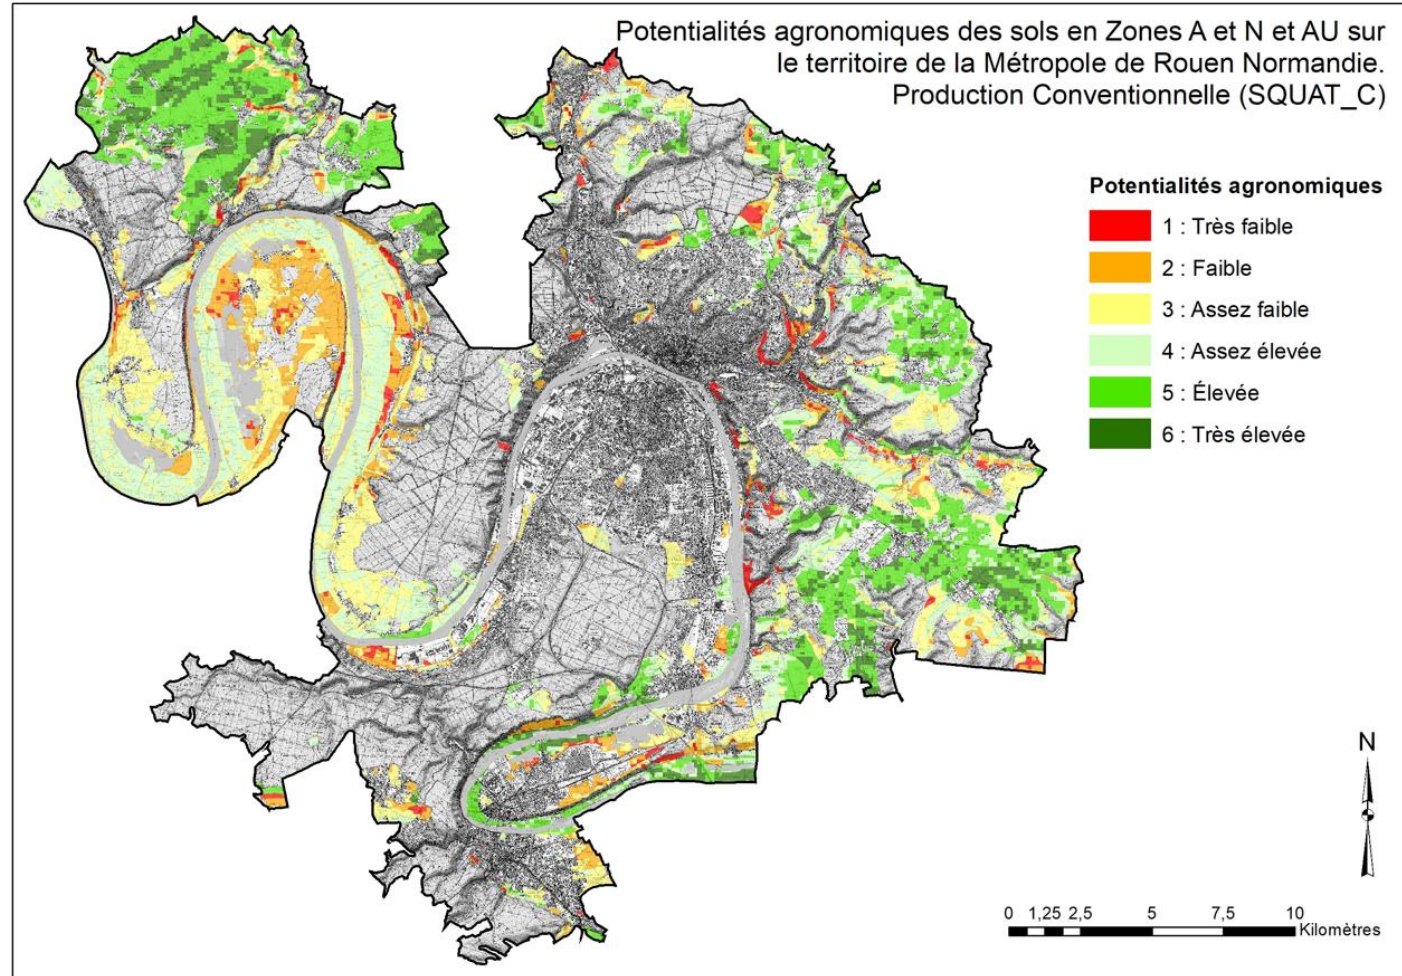 Potentialités agronomiques des sols en Zones A et N et AU sur
le territoire de la Métropole de Rouen Normandie.
Production Conventionnelle (SQUAT_C)
Potentialités agronomiques
1 : Très faible
2 : Faible
3 : Assez faible
4 : Assez élevée
5 : Élevée
6 : Très élevée
N
0 1,25 2,5 5 7,5 10
Kilomètres